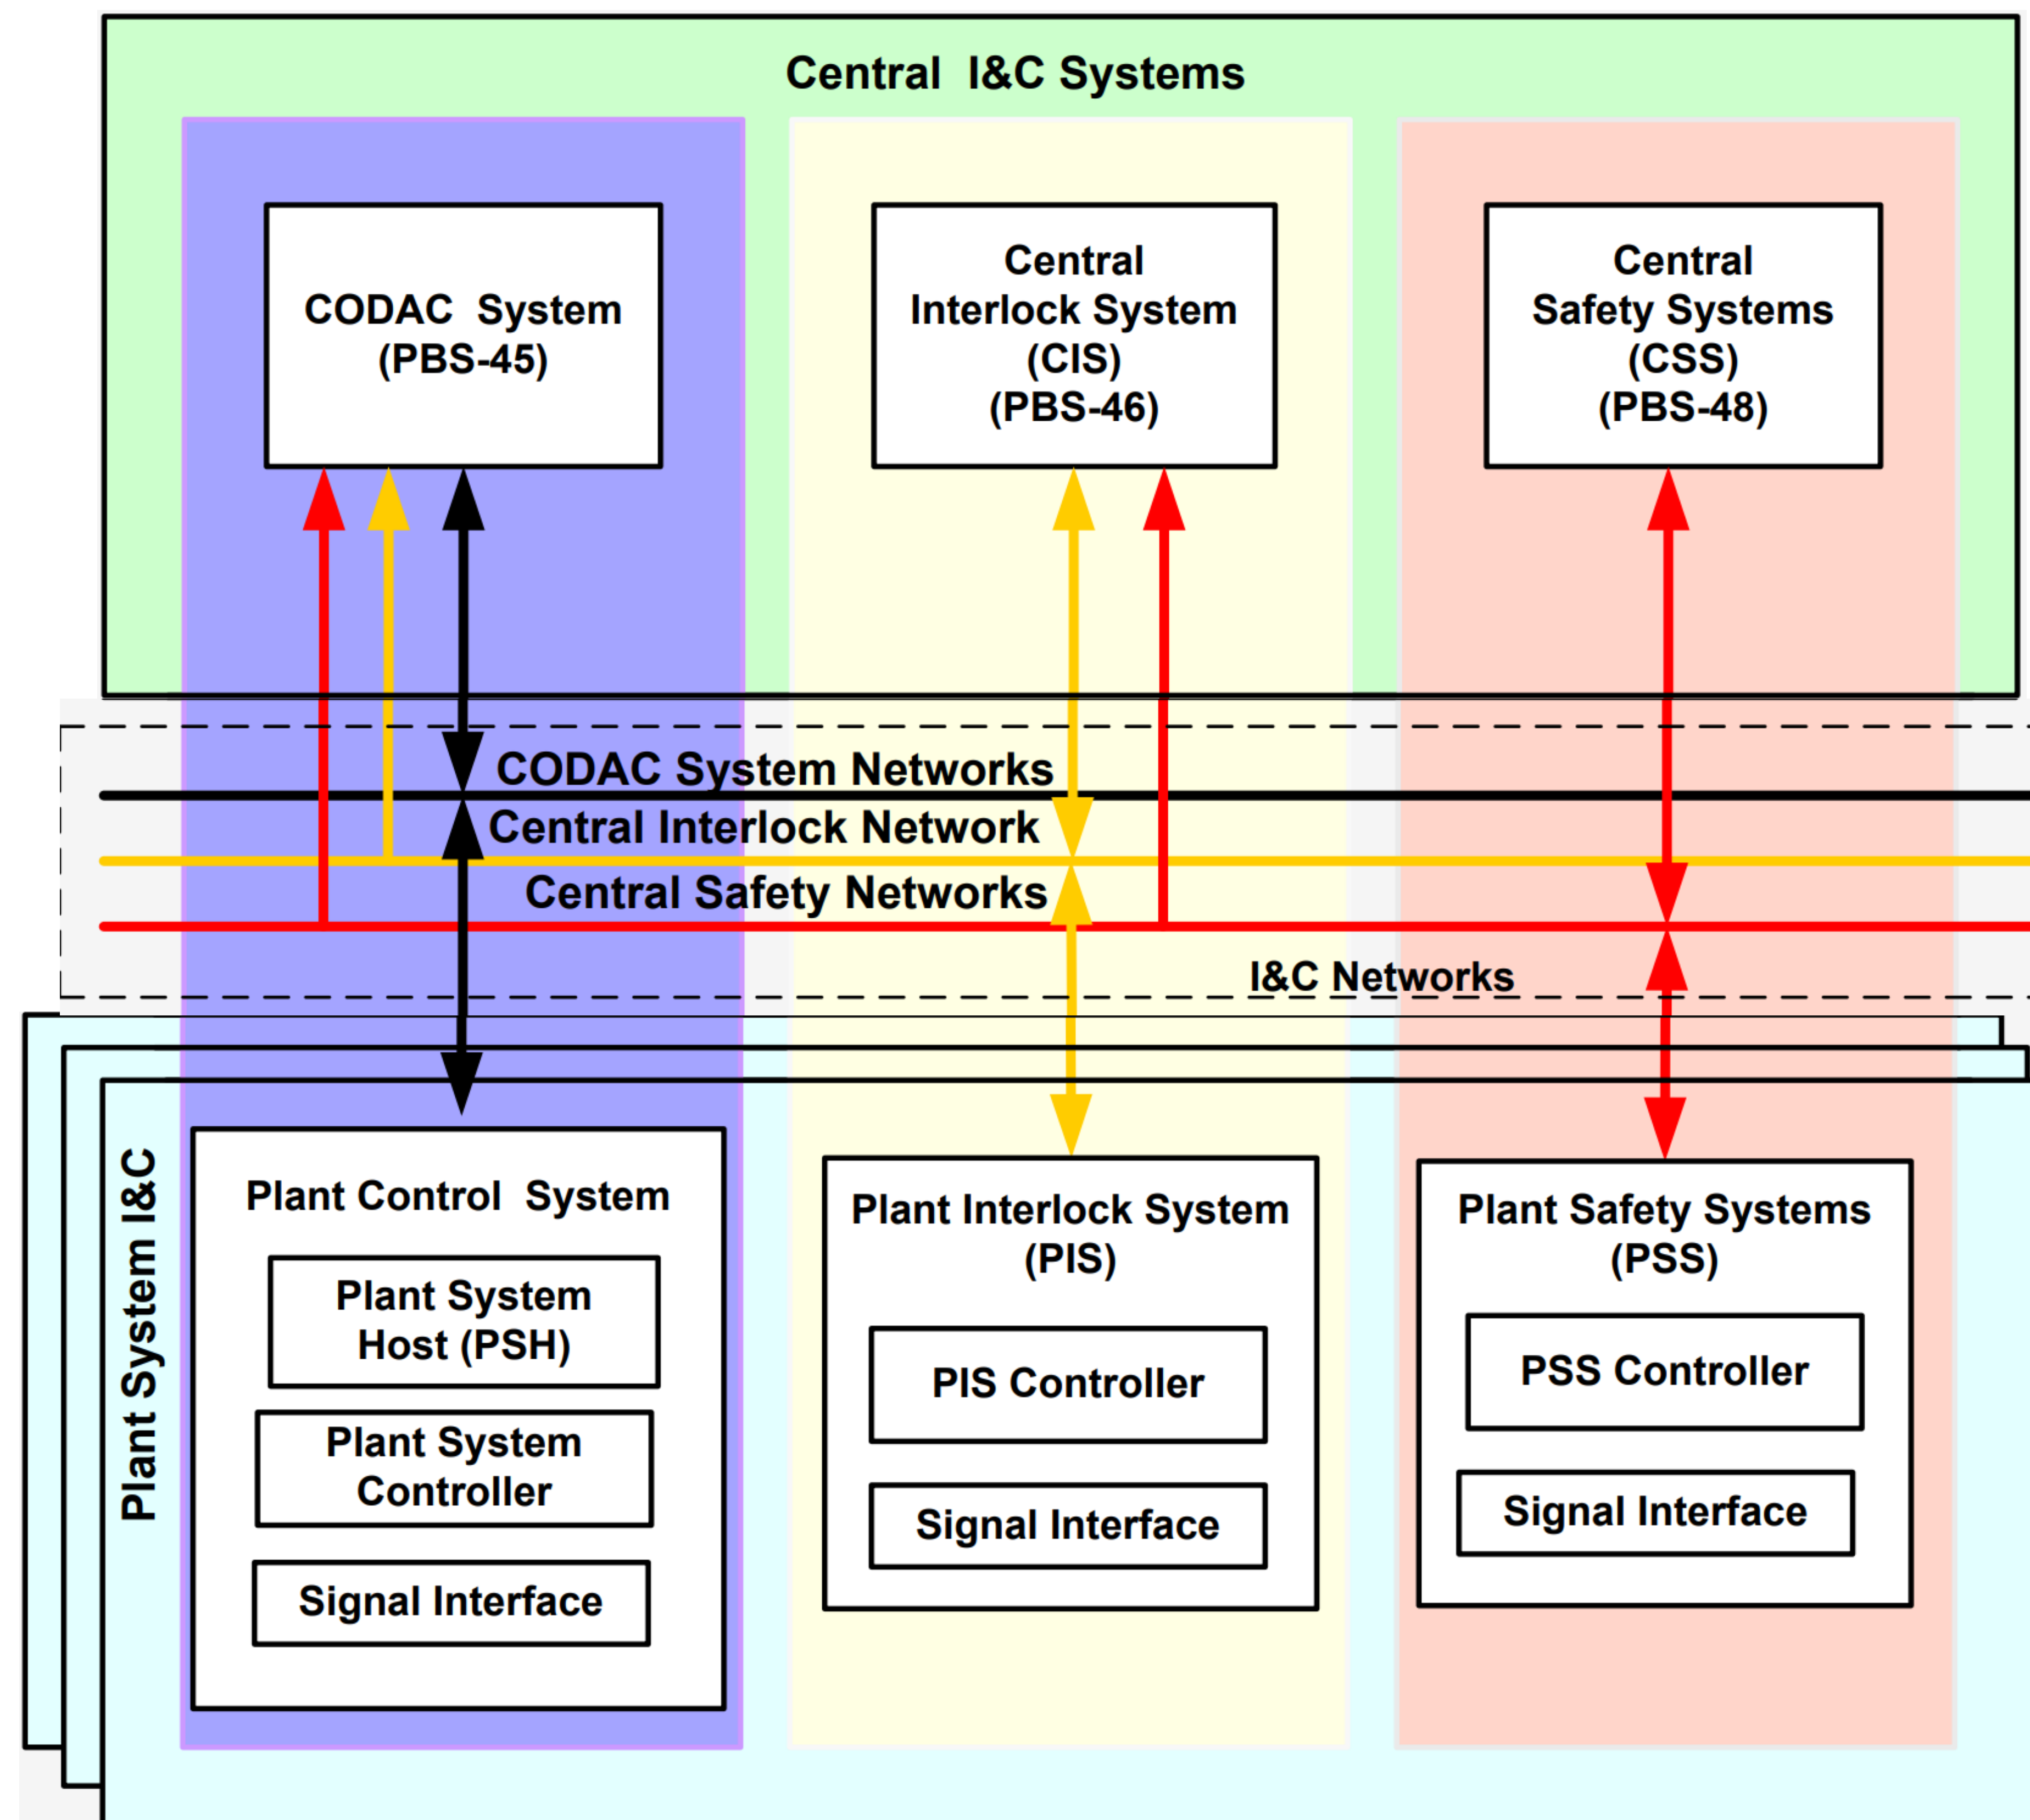 Central I&C Systems
CODAC System
(PBS-45)
Central
Interlock System
(CIS)
(PBS-46)
Central
Safety Systems
(CSS)
(PBS-48)
CODAC System Networks
Central Interlock Network
Central Safety Networks
I&C Networks
Plant System I&C
Plant Control System
Plant System
Host (PSH)
Plant System
Controller
Signal Interface
Plant Interlock System
(PIS)
PIS Controller
Signal Interface
Plant Safety Systems
(PSS)
PSS Controller
Signal Interface